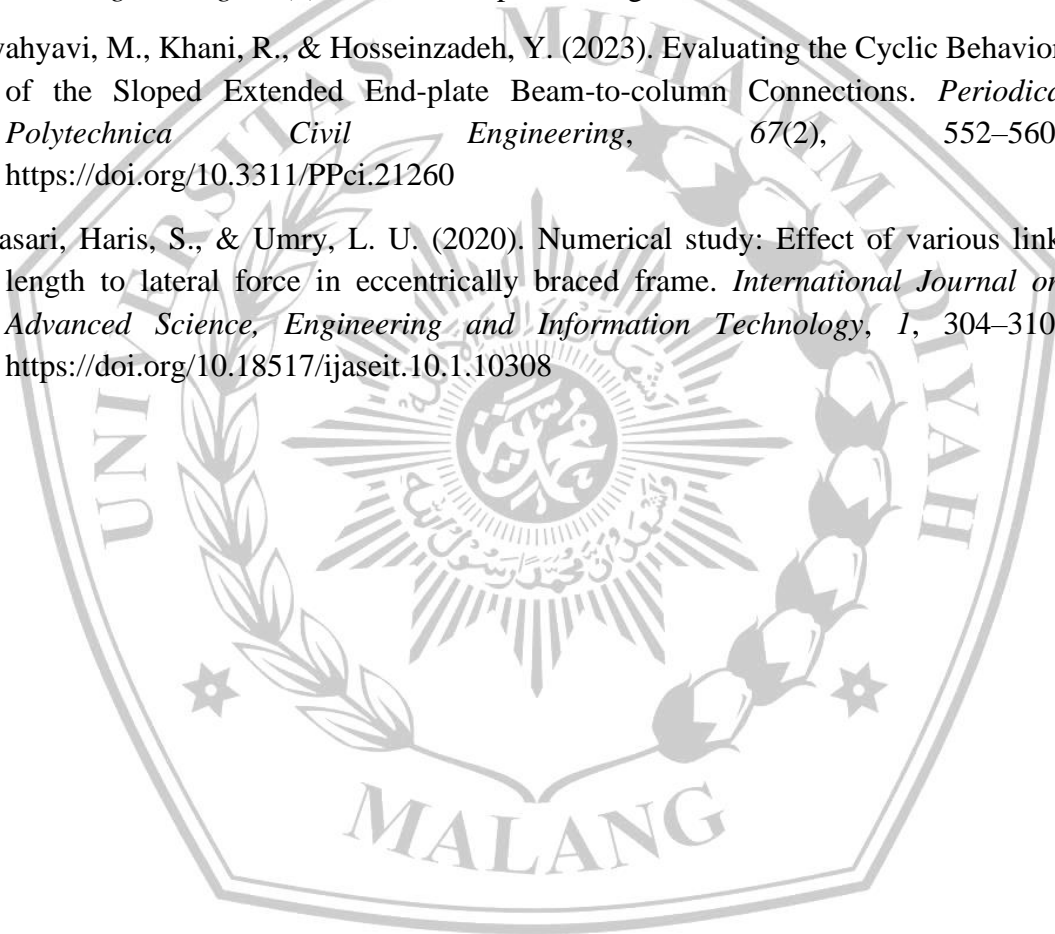 vahyavi, M., Khani, R., & Hosseinzadeh, Y. (2023). Evaluating the Cyclic Behavior
of the Sloped Extended End-plate Beam-to-column Connections. Periodica
Polytechnica Civil Engineering, 67(2), 552–560
https://doi.org/10.3311/PPci.21260
asari, Haris, S., & Umry, L. U. (2020). Numerical study: Effect of various link
length to lateral force in eccentrically braced frame. International Journal on
Advanced Science, Engineering and Information Technology, 1, 304–310
https://doi.org/10.18517/ijaseit.10.1.10308
UNIVERSITAS MUHAMMADIYAH
MALANG